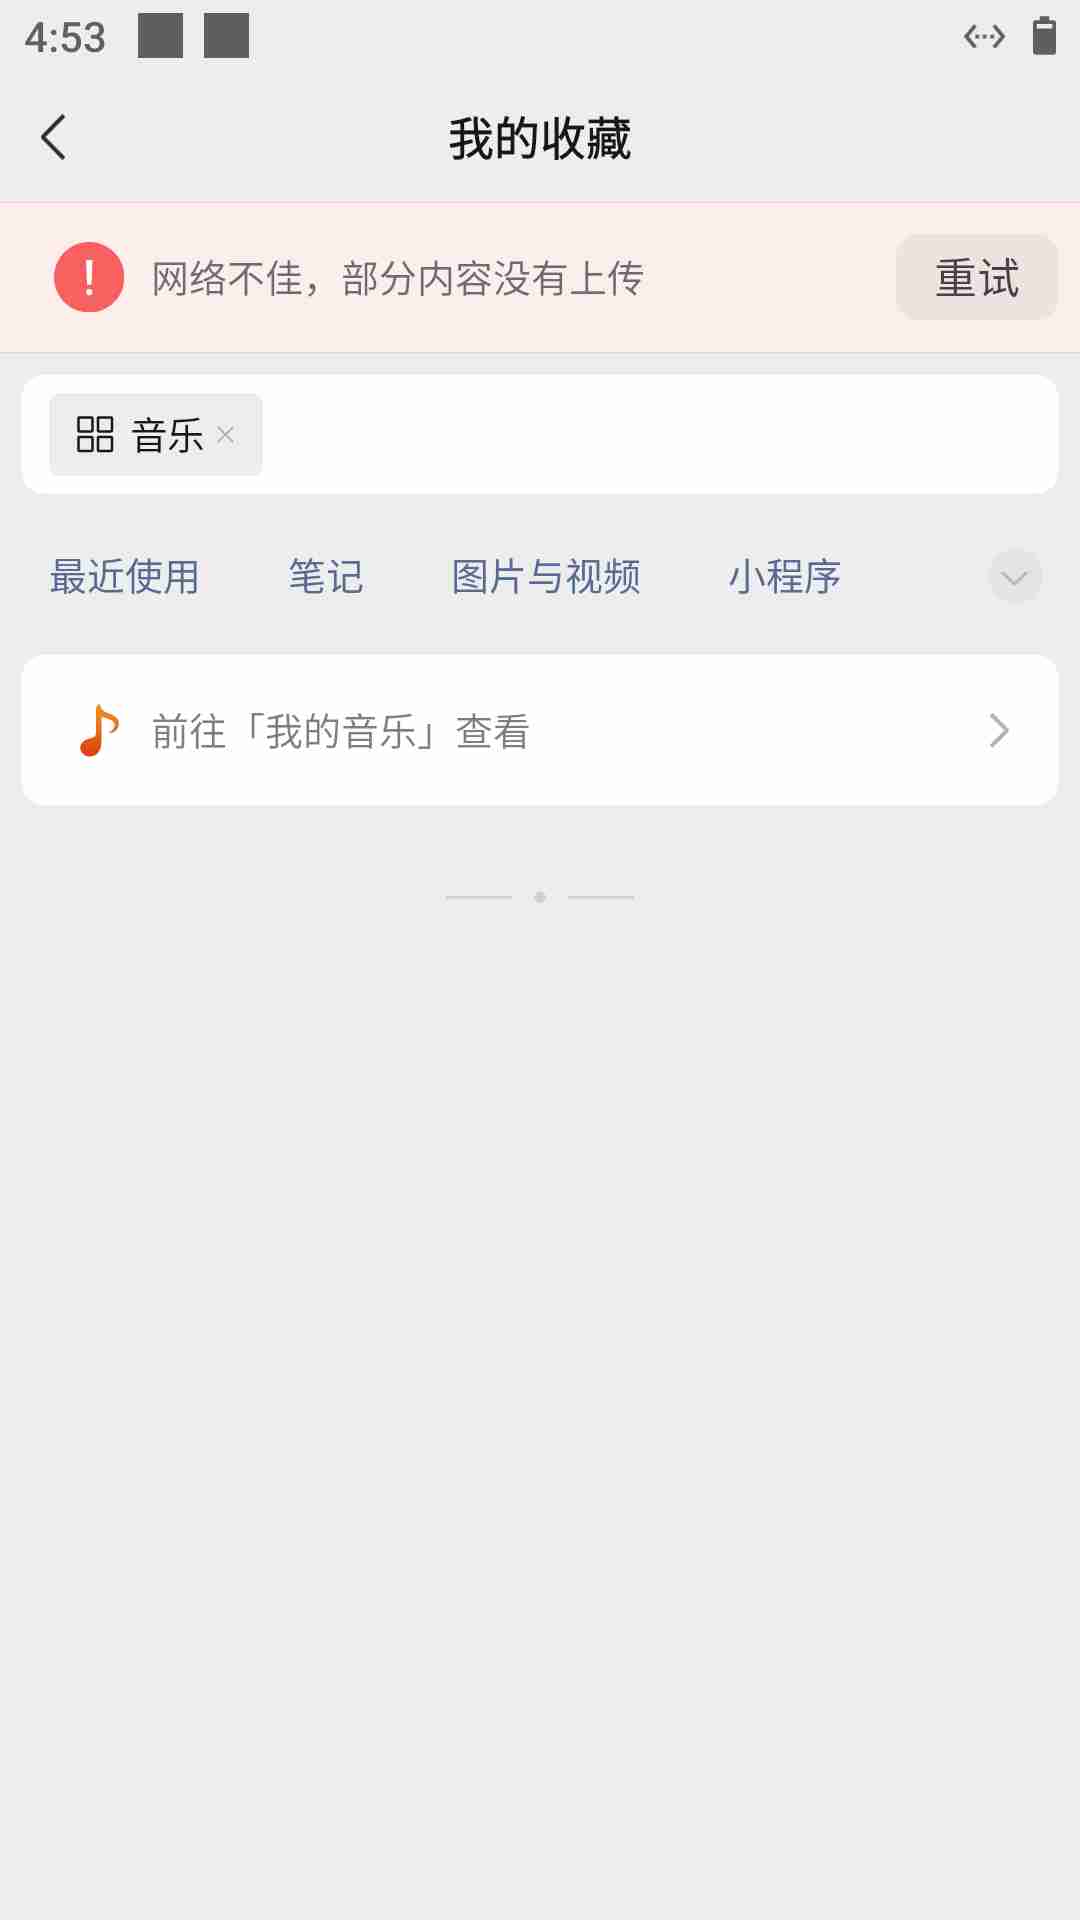 4:53
我的收藏
网络不佳，部分内容没有上传
重试
音乐
最近使用 笔记 图片与视频 小程序
前往「我的音乐」查看